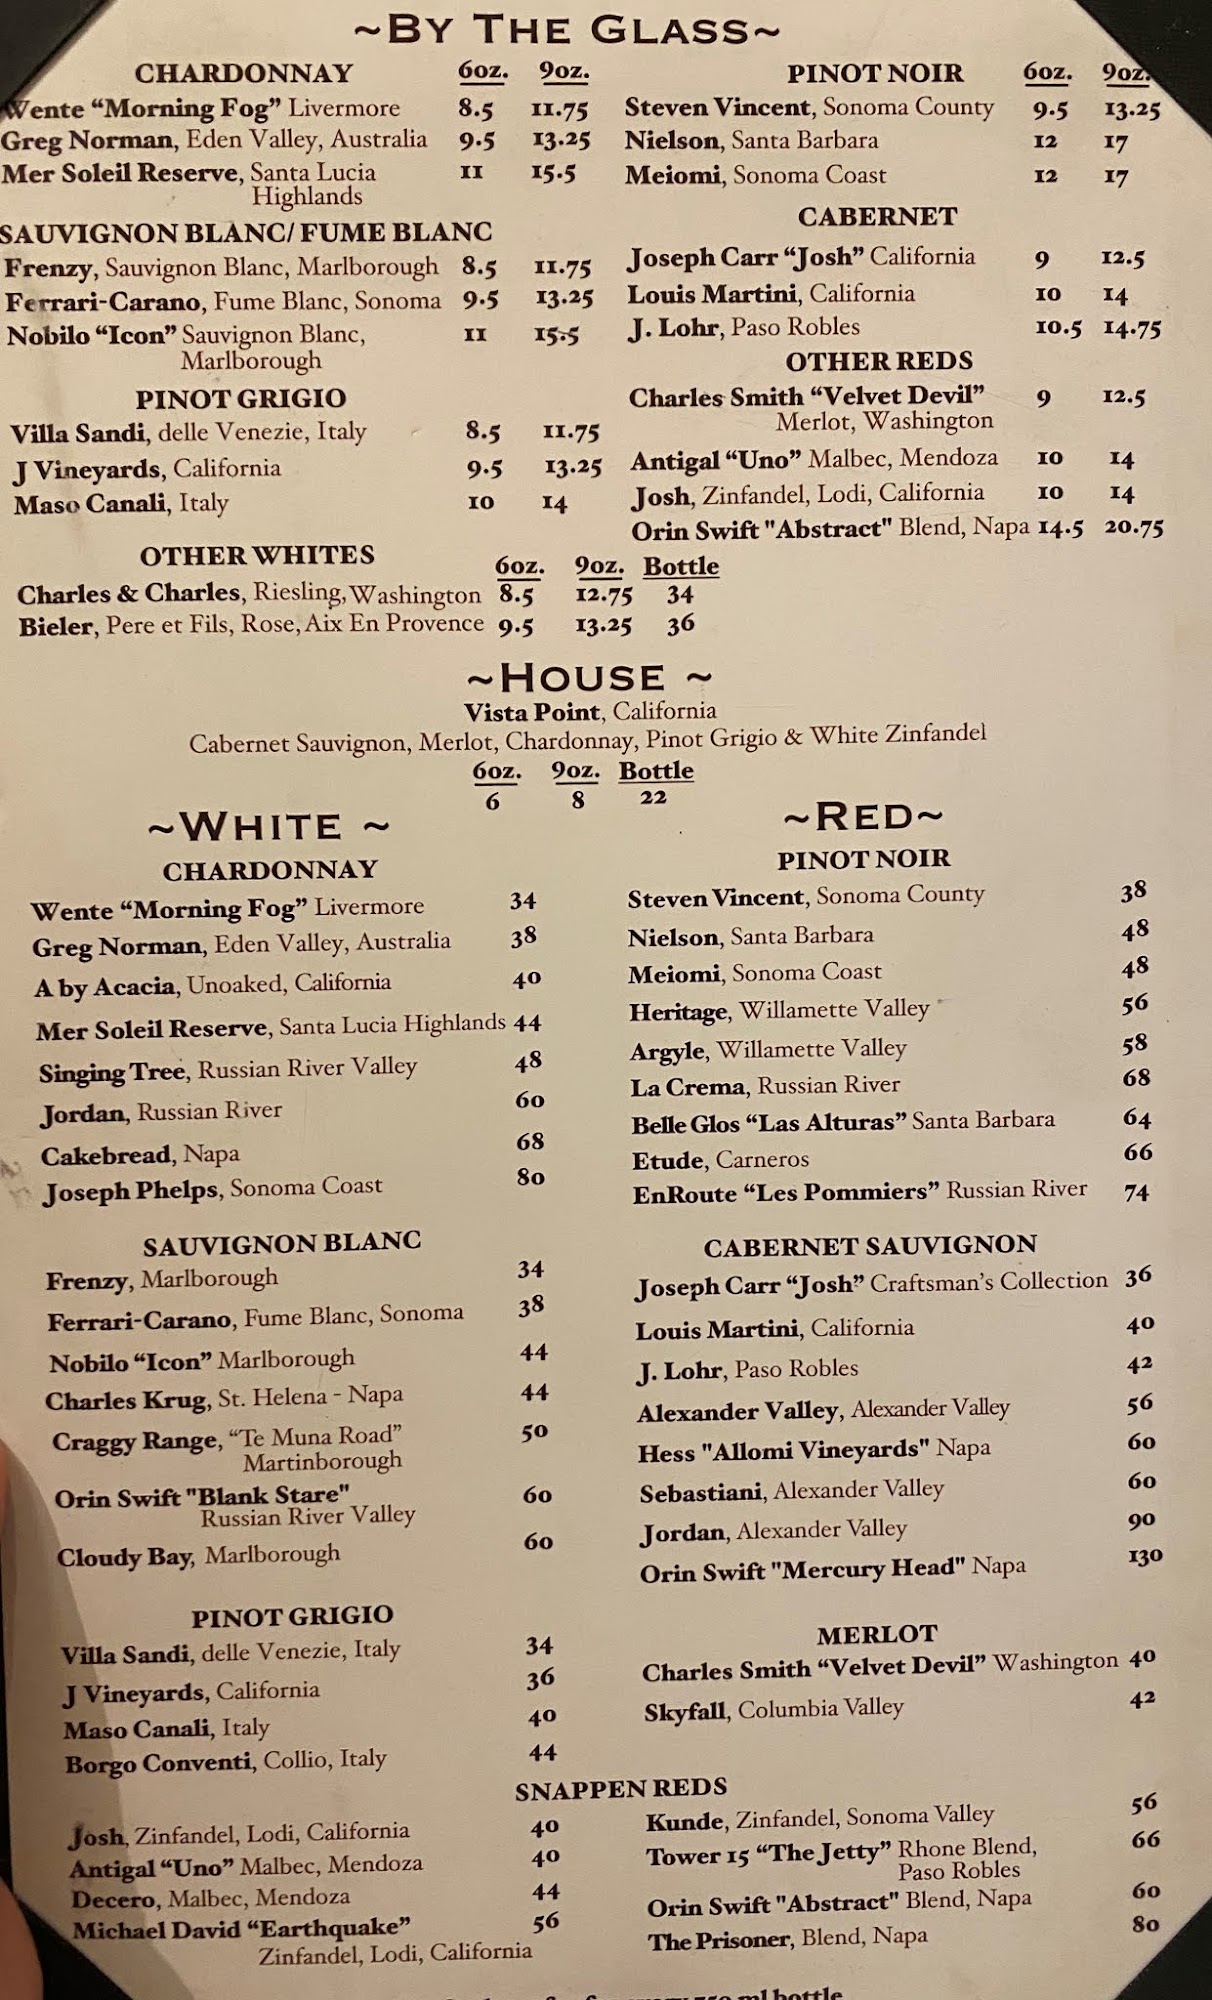 ~BY THE GLASS~
CHARDONNAY 6oz. 9oz.
Wente “Morning Fog” Livermore 8.5 11.75
Greg Norman, Eden Valley, Australia 9.5 13.25
Mer Soleil Reserve, Santa Lucia 11 15.5
Highlands
SAUVIGNON BLANC/ FUME BLANC
Frenzy, Sauvignon Blanc, Marlborough 8.5 11.75
Ferrari-Carano, Fume Blanc, Sonoma 9.5 13.25
Nobilo “Icon” Sauvignon Blanc, 11 15.5
Marlborough
PINOT GRIGIO
Villa Sandi, delle Venezie, Italy 8.5 11.75
J Vineyards, California 9.5 13.25
Maso Canali, Italy 10 14
OTHER WHITES 6oz. 9oz. Bottle
Charles & Charles, Riesling, Washington 8.5 12.75 34
Bieler, Pere et Fils, Rose, Aix En Provence 9.5 13.25 36
PINOT NOIR 6oz. 9oz.
Steven Vincent, Sonoma County 9.5 13.25
Nielson, Santa Barbara 12 17
Meiomi, Sonoma Coast 12 17
CABERNET
Joseph Carr “Josh” California 9 12.5
Louis Martini, California 10 14
J. Lohr, Paso Robles 10.5 14.75
OTHER REDS
Charles Smith “Velvet Devil” 9 12.5
Merlot, Washington
Antigal “Uno” Malbec, Mendoza 10 14
Josh, Zinfandel, Lodi, California 10 14
Orin Swift "Abstract" Blend, Napa 14.5 20.75
~HOUSE ~
Vista Point, California
Cabernet Sauvignon, Merlot, Chardonnay, Pinot Grigio & White Zinfandel
6oz. 9oz. Bottle
6 8 22
~WHITE ~
CHARDONNAY
Wente “Morning Fog” Livermore 34
Greg Norman, Eden Valley, Australia 38
A by Acacia, Unoaked, California 40
Mer Soleil Reserve, Santa Lucia Highlands 44
Singing Tree, Russian River Valley 48
Jordan, Russian River 60
Cakebread, Napa 68
Joseph Phelps, Sonoma Coast 80
SAUVIGNON BLANC
Frenzy, Marlborough 34
Ferrari-Carano, Fume Blanc, Sonoma 38
Nobilo “Icon” Marlborough 44
Charles Krug, St. Helena - Napa 44
Craggy Range, “Te Muna Road” 50
Martinborough
Orin Swift "Blank Stare" 60
Russian River Valley
Cloudy Bay, Marlborough 60
PINOT GRIGIO
Villa Sandi, delle Venezie, Italy 34
J Vineyards, California 36
Maso Canali, Italy 40
Borgo Conventi, Collio, Italy 44
~RED~
PINOT NOIR
Steven Vincent, Sonoma County 38
Nielson, Santa Barbara 48
Meiomi, Sonoma Coast 48
Heritage, Willamette Valley 56
Argyle, Willamette Valley 58
La Crema, Russian River 68
Belle Glos “Las Alturas” Santa Barbara 64
Etude, Carneros 66
EnRoute “Les Pommiers” Russian River 74
CABERNET SAUVIGNON
Joseph Carr “Josh” Craftsman’s Collection 36
Louis Martini, California 40
J. Lohr, Paso Robles 42
Alexander Valley, Alexander Valley 56
Hess "Allomi Vineyards" Napa 60
Sebastiani, Alexander Valley 60
Jordan, Alexander Valley 90
Orin Swift "Mercury Head" Napa 130
MERLOT
Charles Smith “Velvet Devil” Washington 40
Skyfall, Columbia Valley 42
SNAPPEN REDS
Josh, Zinfandel, Lodi, California 40
Antigal “Uno” Malbec, Mendoza 40
Decero, Malbec, Mendoza 44
Michael David “Earthquake” 56
Zinfandel, Lodi, California
Kunde, Zinfandel, Sonoma Valley 56
Tower 15 “The Jetty” Rhone Blend, 66
Paso Robles
Orin Swift "Abstract" Blend, Napa 60
The Prisoner, Blend, Napa 80
750 ml bottle